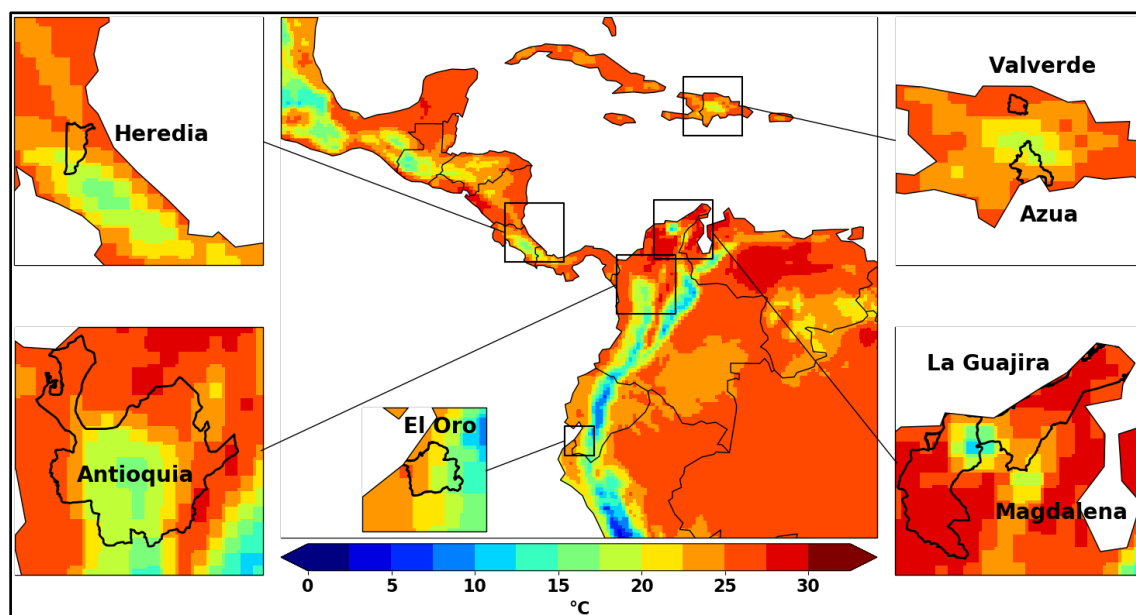 Heredia
Valverde
Azua
Antioquia
El Oro
La Guajira
Magdalena
0 5 10 15 20 25 30
°C